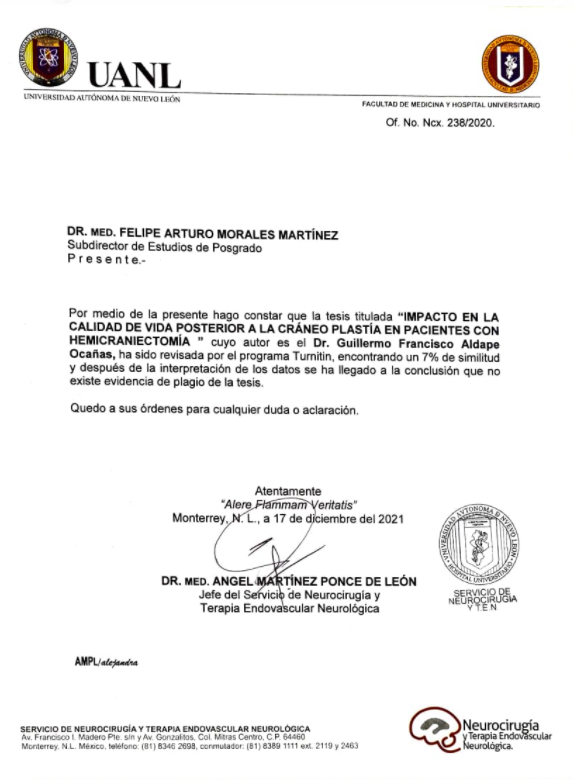 UANL
UNIVERSIDAD AUTÓNOMA DE NUEVO LEÓN
FACULTAD DE MEDICINA Y HOSPITAL UNIVERSITARIO
Of. No. Ncx. 238/2020.
DR. MED. FELIPE ARTURO MORALES MARTÍNEZ
Subdirector de Estudios de Posgrado
P r e s e n t e.-
Por medio de la presente hago constar que la tesis titulada “IMPACTO EN LA
CALIDAD DE VIDA POSTERIOR A LA CRÁNEO PLASTÍA EN PACIENTES CON
HEMICRANIECTOMÍA ” cuyo autor es el Dr. Guillermo Francisco Aldape
Ocañas, ha sido revisada por el programa Turnitin, encontrando un 7% de similitud
y después de la interpretación de los datos se ha llegado a la conclusión que no
existe evidencia de plagio de la tesis.
Quedo a sus órdenes para cualquier duda o aclaración.
Atentamente
“Alere Flammam Veritatis”
Monterrey, N. L., a 17 de diciembre del 2021
DR. MED. ANGEL MARTÍNEZ PONCE DE LEÓN
Jefe del Servicio de Neurocirugía y
Terapia Endovascular Neurológica
UNIVERSIDAD AUTONOMA D NUEVO LEON
HOSPITAL UNIVERSITARIO
SERVICIO DE
NEUROCIRUGIA
Y T.E.N
AMPL/alejandra
SERVICIO DE NEUROCIRUGÍA Y TERAPIA ENDOVASCULAR NEUROLÓGICA
Av. Francisco I. Madero Pte. s/n y Av. Gonzalitos, Col. Mitras Centro, C.P. 64460
Monterrey, N.L. México, teléfono: (81) 8346 2698, conmutador: (81) 8389 1111 ext. 2119 y 2463
Neurocirugía
y Terapia Endovascular
Neurológica.